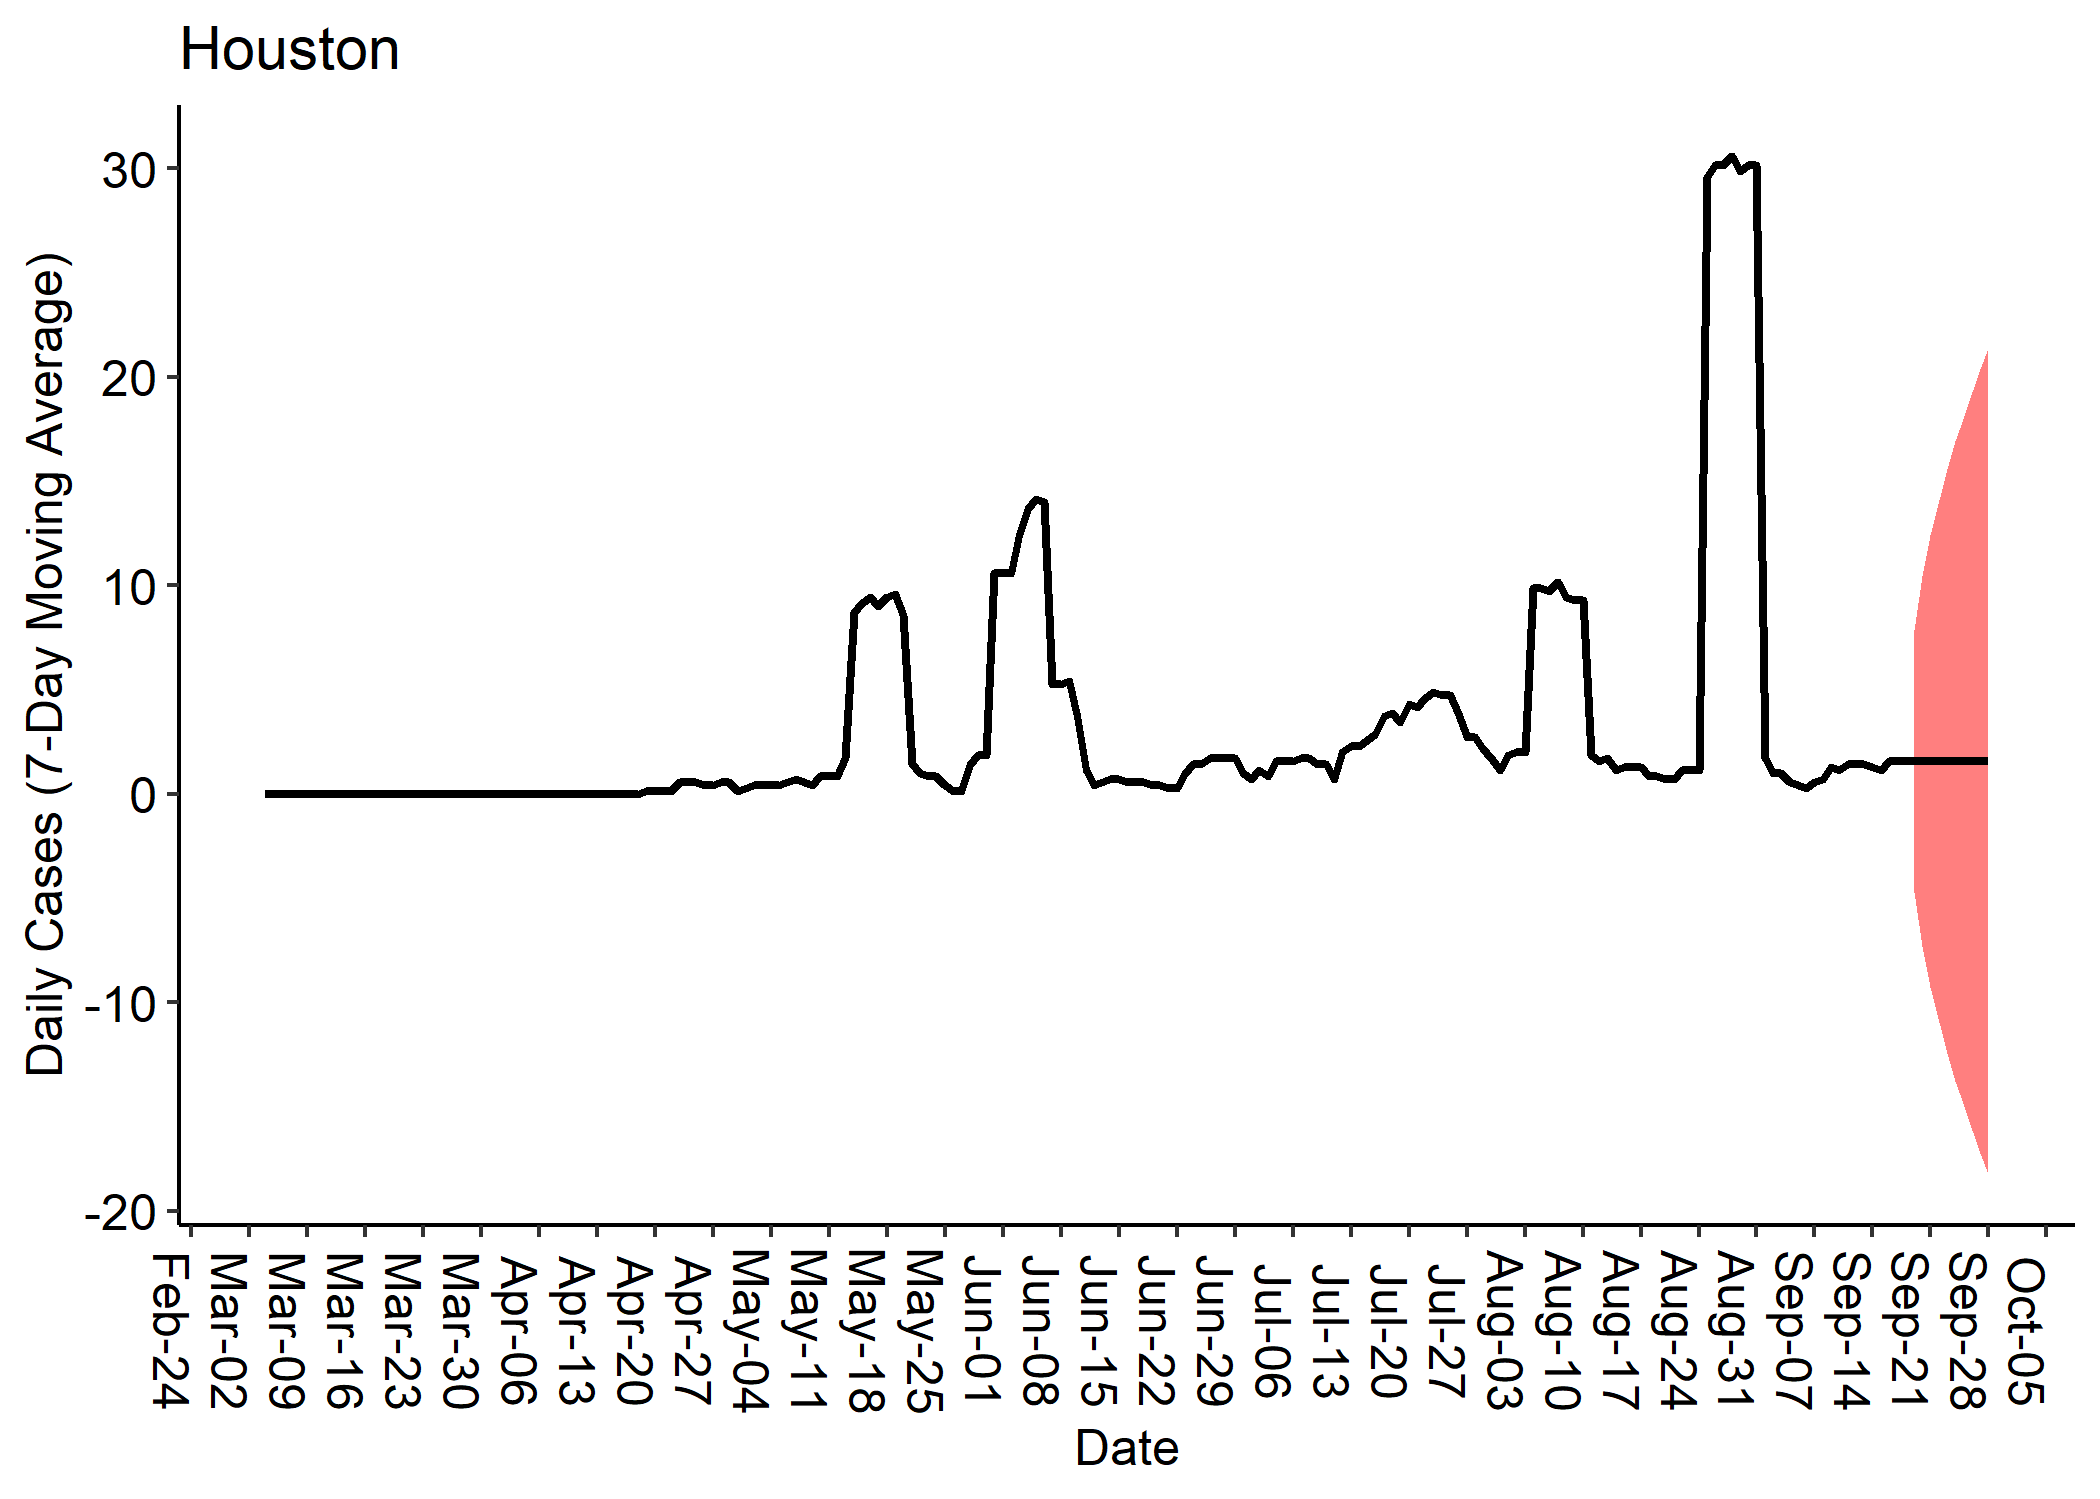 Houston
Daily Cases (7-Day Moving Average)
30
20
10
0
-10
-20
Feb-24
Mar-02
Mar-09
Mar-16
Mar-23
Mar-30
Apr-06
Apr-13
Apr-20
Apr-27
May-04
May-11
May-18
May-25
Jun-01
Jun-08
Jun-15
Jun-22
Jun-29
Jul-06
Jul-13
Jul-20
Jul-27
Aug-03
Aug-10
Aug-17
Aug-24
Aug-31
Sep-07
Sep-14
Sep-21
Sep-28
Oct-05
Date